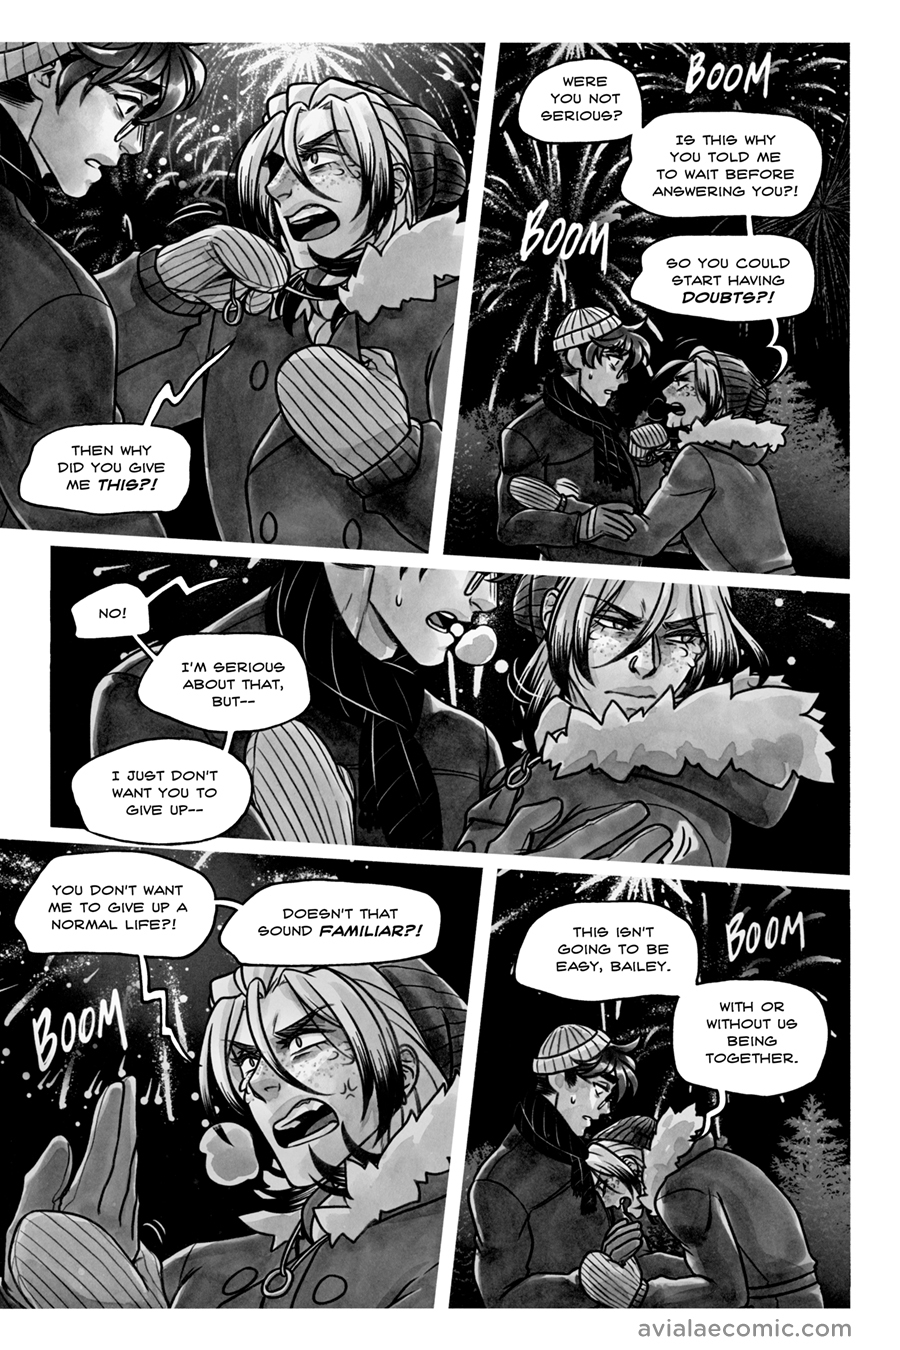 THEN WHY
DID YOU GIVE
ME THIS?!
BOOM
WERE
YOU NOT
SERIOUS?
IS THIS WHY
YOU TOLD ME
TO WAIT BEFORE
ANSWERING YOU?!
BOOM
SO YOU COULD
START HAVING
DOUBTS?!
NO!
I'M SERIOUS
ABOUT THAT,
BUT--
I JUST DON'T
WANT YOU TO
GIVE UP--
YOU DON'T WANT
ME TO GIVE UP A
NORMAL LIFE?!
DOESN'T THAT
SOUND FAMILIAR?!
BOOM
THIS ISN'T
GOING TO BE
EASY, BAILEY.
BOOM
WITH OR
WITHOUT US
BEING
TOGETHER.
avialaecomic.com